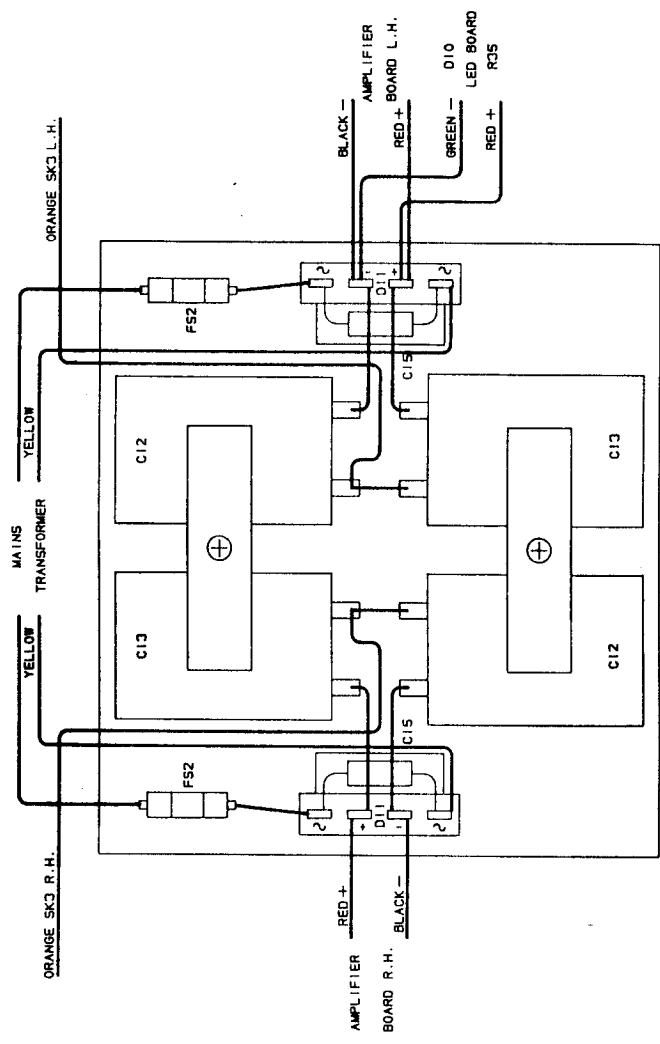 ORANGE SK3 L.H.
BLACK −
AMPLIFIER
BOARD L.H.
RED +
GREEN −
D10
LED BOARD
R35
RED +
MAINS
TRANSFORMER
YELLOW
YELLOW
FS2
~
−
D11
+
~
C15
C12
C13
C13
C12
FS2
~
+
D11
−
~
C15
ORANGE SK3 R.H.
RED +
AMPLIFIER
BOARD R.H.
BLACK −